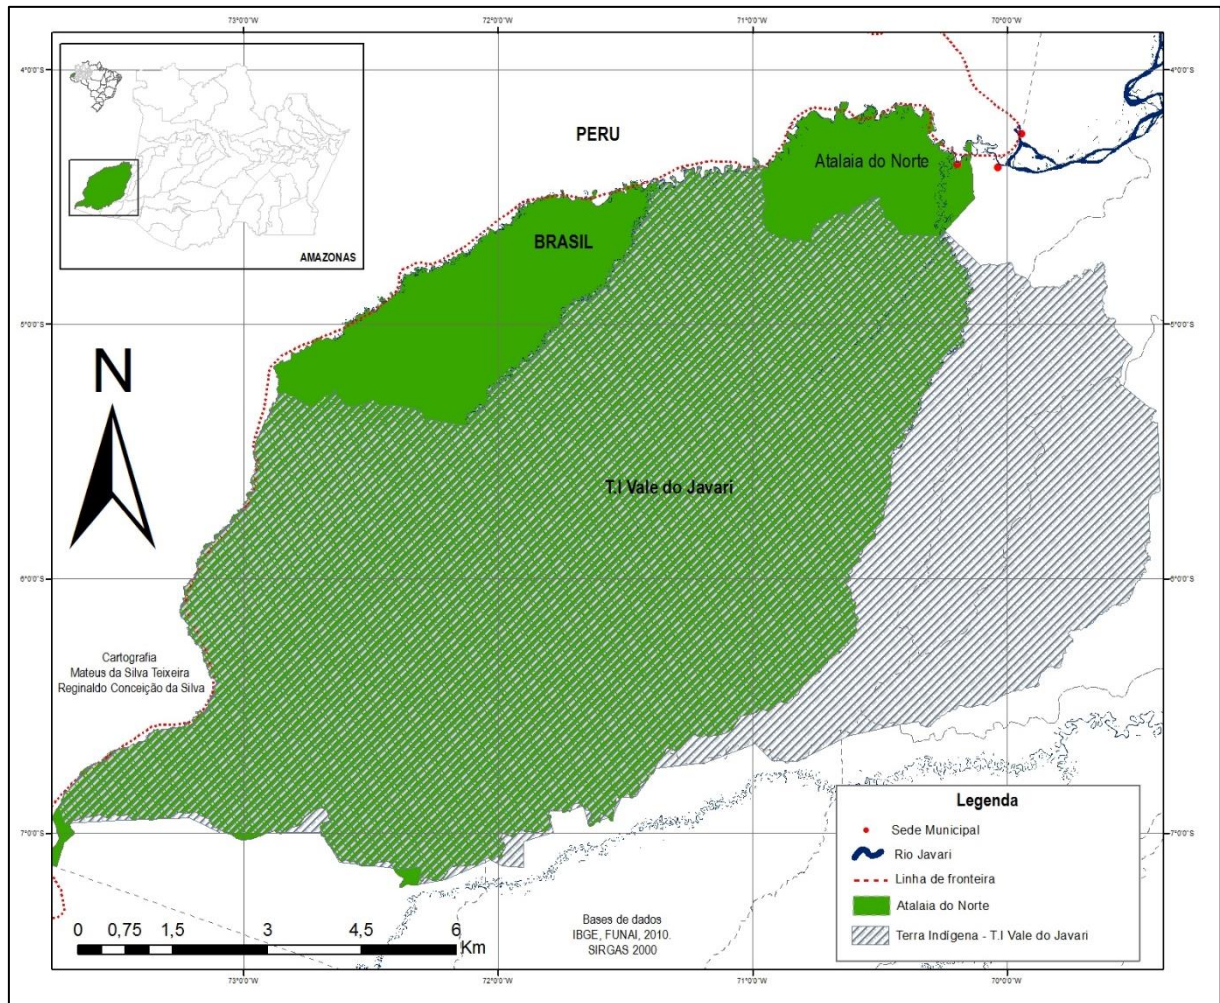 73°0'0"W 72°0'0"W 71°0'0"W 70°0'0"W
4°0'0"S 4°0'0"S
PERU
Atalaia do Norte
BRASIL
AMAZONAS
5°0'0"S 5°0'0"S
N
T.I Vale do Javari
6°0'0"S 6°0'0"S
Cartografia
Mateus da Silva Teixeira
Reginaldo Conceição da Silva
7°0'0"S 7°0'0"S
Legenda
Sede Municipal
Rio Javari
Linha de fronteira
Atalaia do Norte
Terra Indígena - T.I Vale do Javari
0 0,75 1,5 3 4,5 6
Km
Bases de dados
IBGE, FUNAI, 2010.
SIRGAS 2000
73°0'0"W 72°0'0"W 71°0'0"W 70°0'0"W